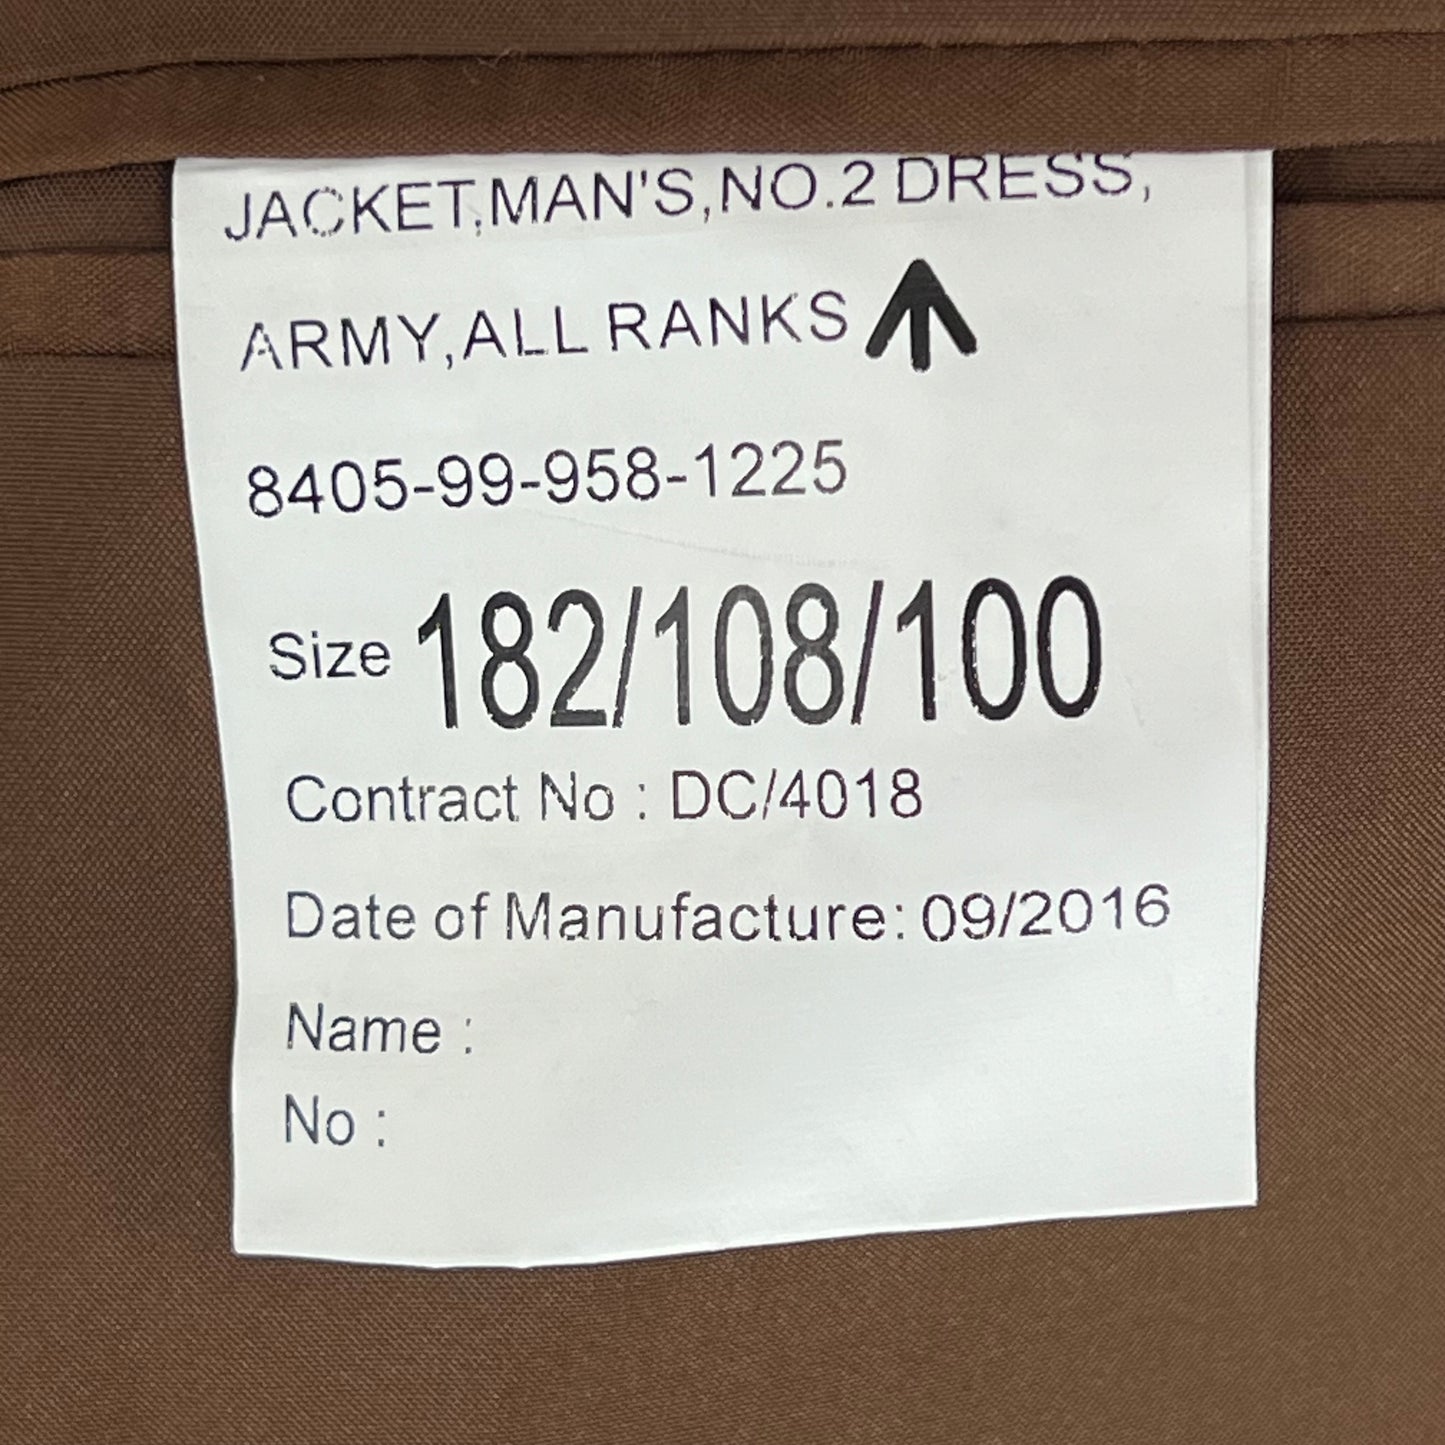 JACKET,MAN'S,NO.2 DRESS,
ARMY,ALL RANKS
8405-99-958-1225
Size 182/108/100
Contract No : DC/4018
Date of Manufacture: 09/2016
Name :
No :